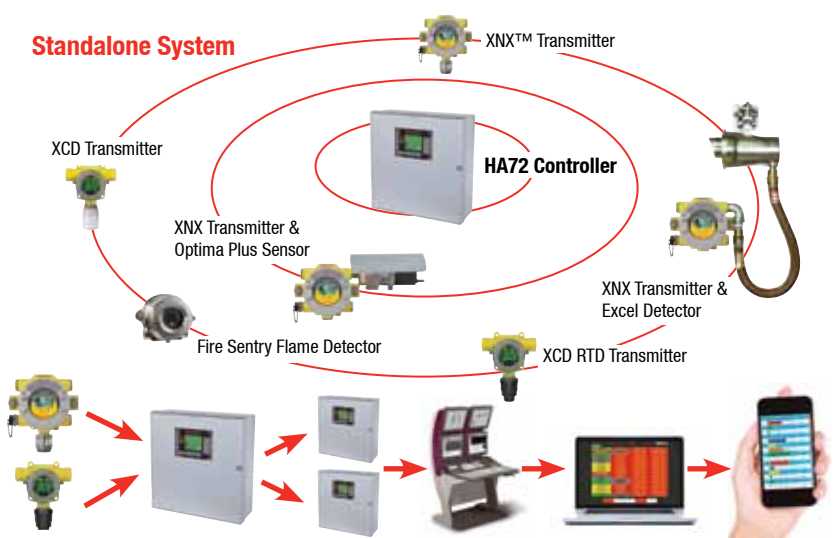 Standalone System
XNX™ Transmitter
XCD Transmitter
HA72 Controller
XNX Transmitter &
Optima Plus Sensor
XNX Transmitter &
Excel Detector
Fire Sentry Flame Detector
XCD RTD Transmitter